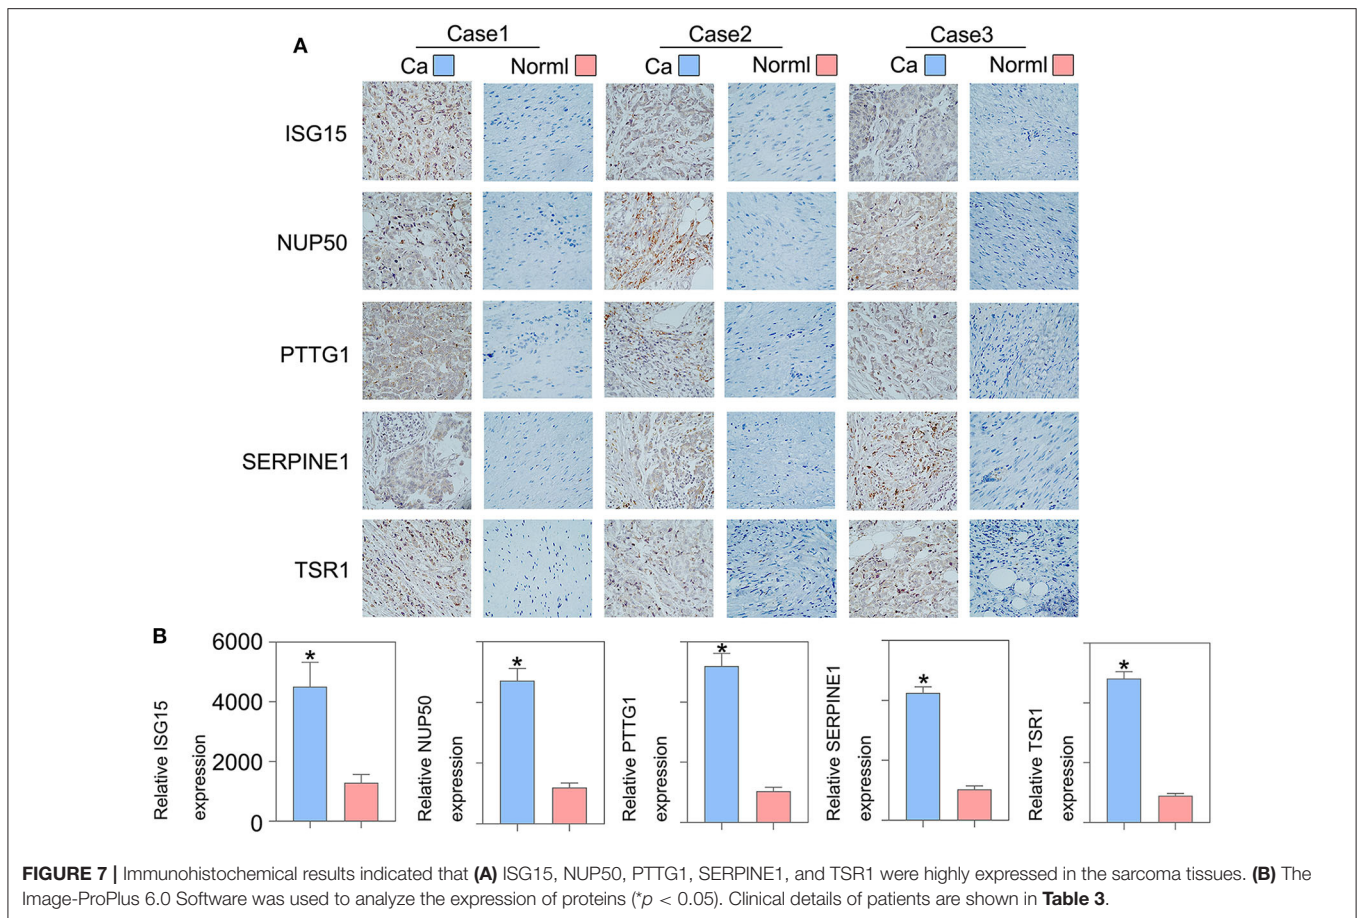 A
Case1 Case2 Case3
Ca Norml Ca Norml Ca Norml
ISG15
NUP50
PTTG1
SERPINE1
TSR1
B
Relative ISG15
expression
6000
4000
2000
0
*
Relative NUP50
expression
*
Relative PTTG1
expression
*
Relative SERPINE1
expression
*
Relative TSR1
expression
*
FIGURE 7 | Immunohistochemical results indicated that (A) ISG15, NUP50, PTTG1, SERPINE1, and TSR1 were highly expressed in the sarcoma tissues. (B) The
Image-ProPlus 6.0 Software was used to analyze the expression of proteins (*p < 0.05). Clinical details of patients are shown in Table 3.